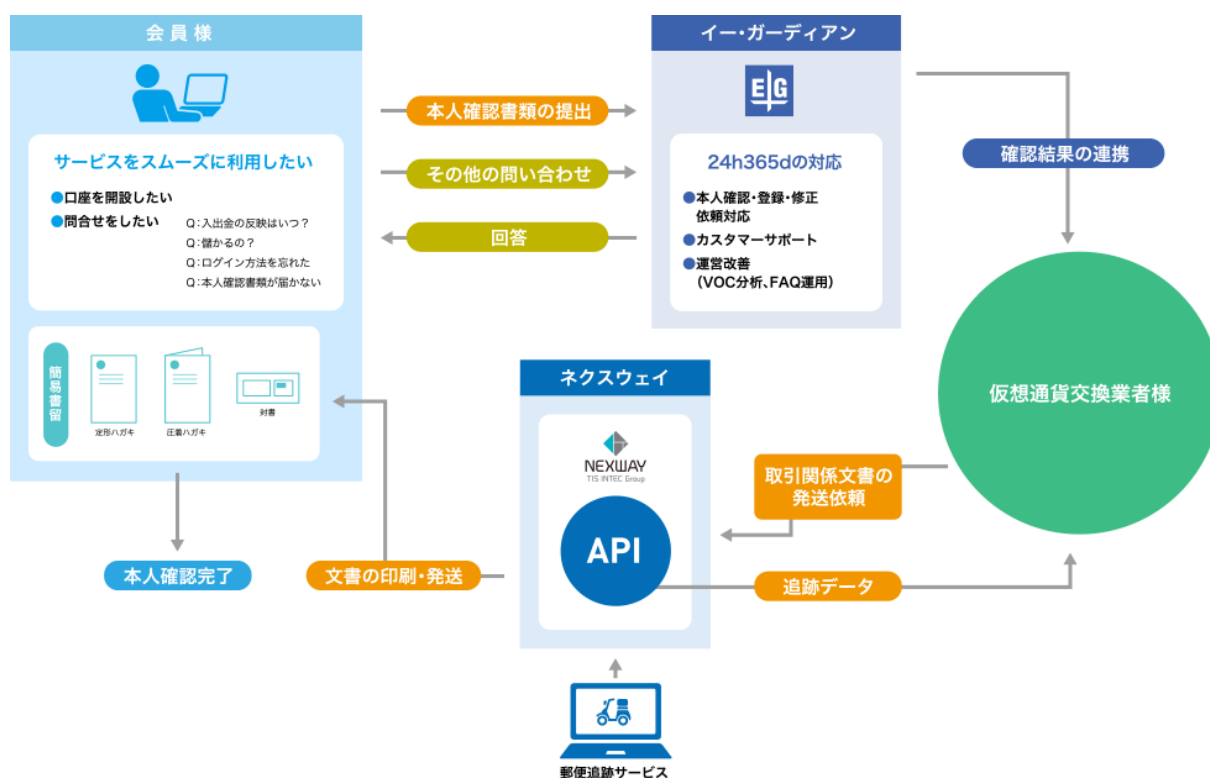 会員様
サービスをスムーズに利用したい
●口座を開設したい
●問合せをしたい
Q:入出金の反映はいつ?
Q:儲かるの?
Q:ログイン方法を忘れた
Q:本人確認書類が届かない
簡易書留
定形ハガキ
圧着ハガキ
封書
本人確認完了
本人確認書類の提出
その他の問い合わせ
回答
イー・ガーディアン
E G
24h365dの対応
●本人確認・登録・修正
依頼対応
●カスタマーサポート
●運営改善
(VOC分析、FAQ運用)
確認結果の連携
仮想通貨交換業者様
取引関係文書の
発送依頼
ネクスウェイ
NEXWAY
TIS INTEC Group
API
追跡データ
文書の印刷・発送
郵便追跡サービス